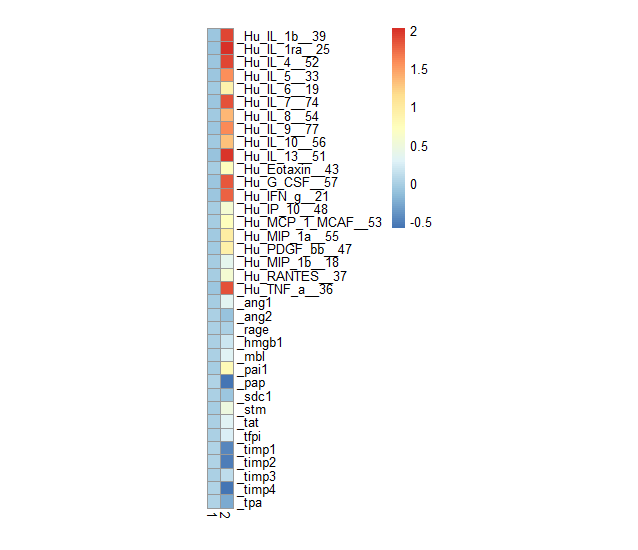 _Hu_IL_1b__39
_Hu_IL_1ra__25
_Hu_IL_4__52
_Hu_IL_5__33
_Hu_IL_6__19
_Hu_IL_7__74
_Hu_IL_8__54
_Hu_IL_9__77
_Hu_IL_10__56
_Hu_IL_13__51
_Hu_Eotaxin__43
_Hu_G_CSF__57
_Hu_IFN_g__21
_Hu_IP_10__48
_Hu_MCP_1_MCAF__53
_Hu_MIP_1a__55
_Hu_PDGF_bb__47
_Hu_MIP_1b__18
_Hu_RANTES__37
_Hu_TNF_a__36
_ang1
_ang2
_rage
_hmgb1
_mbl
_pai1
_pap
_sdc1
_stm
_tat
_tfpi
_timp1
_timp2
_timp3
_timp4
_tpa
1
2
2
1.5
1
0.5
0
-0.5